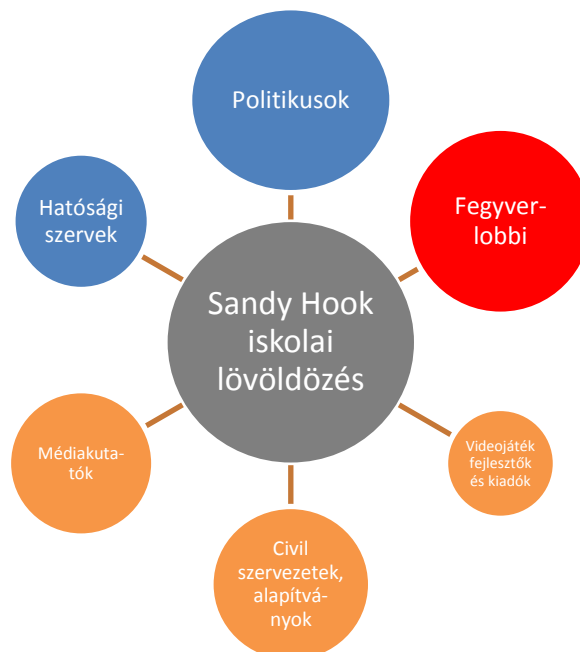 Politikusok
Hatósági
szervek
Fegyver-
lobbi
Sandy Hook
iskolai
lövöldözés
Médiakuta-
tók
Videojáték
fejlesztők
és kiadók
Civil
szervezetek,
alapítvá-
nyok